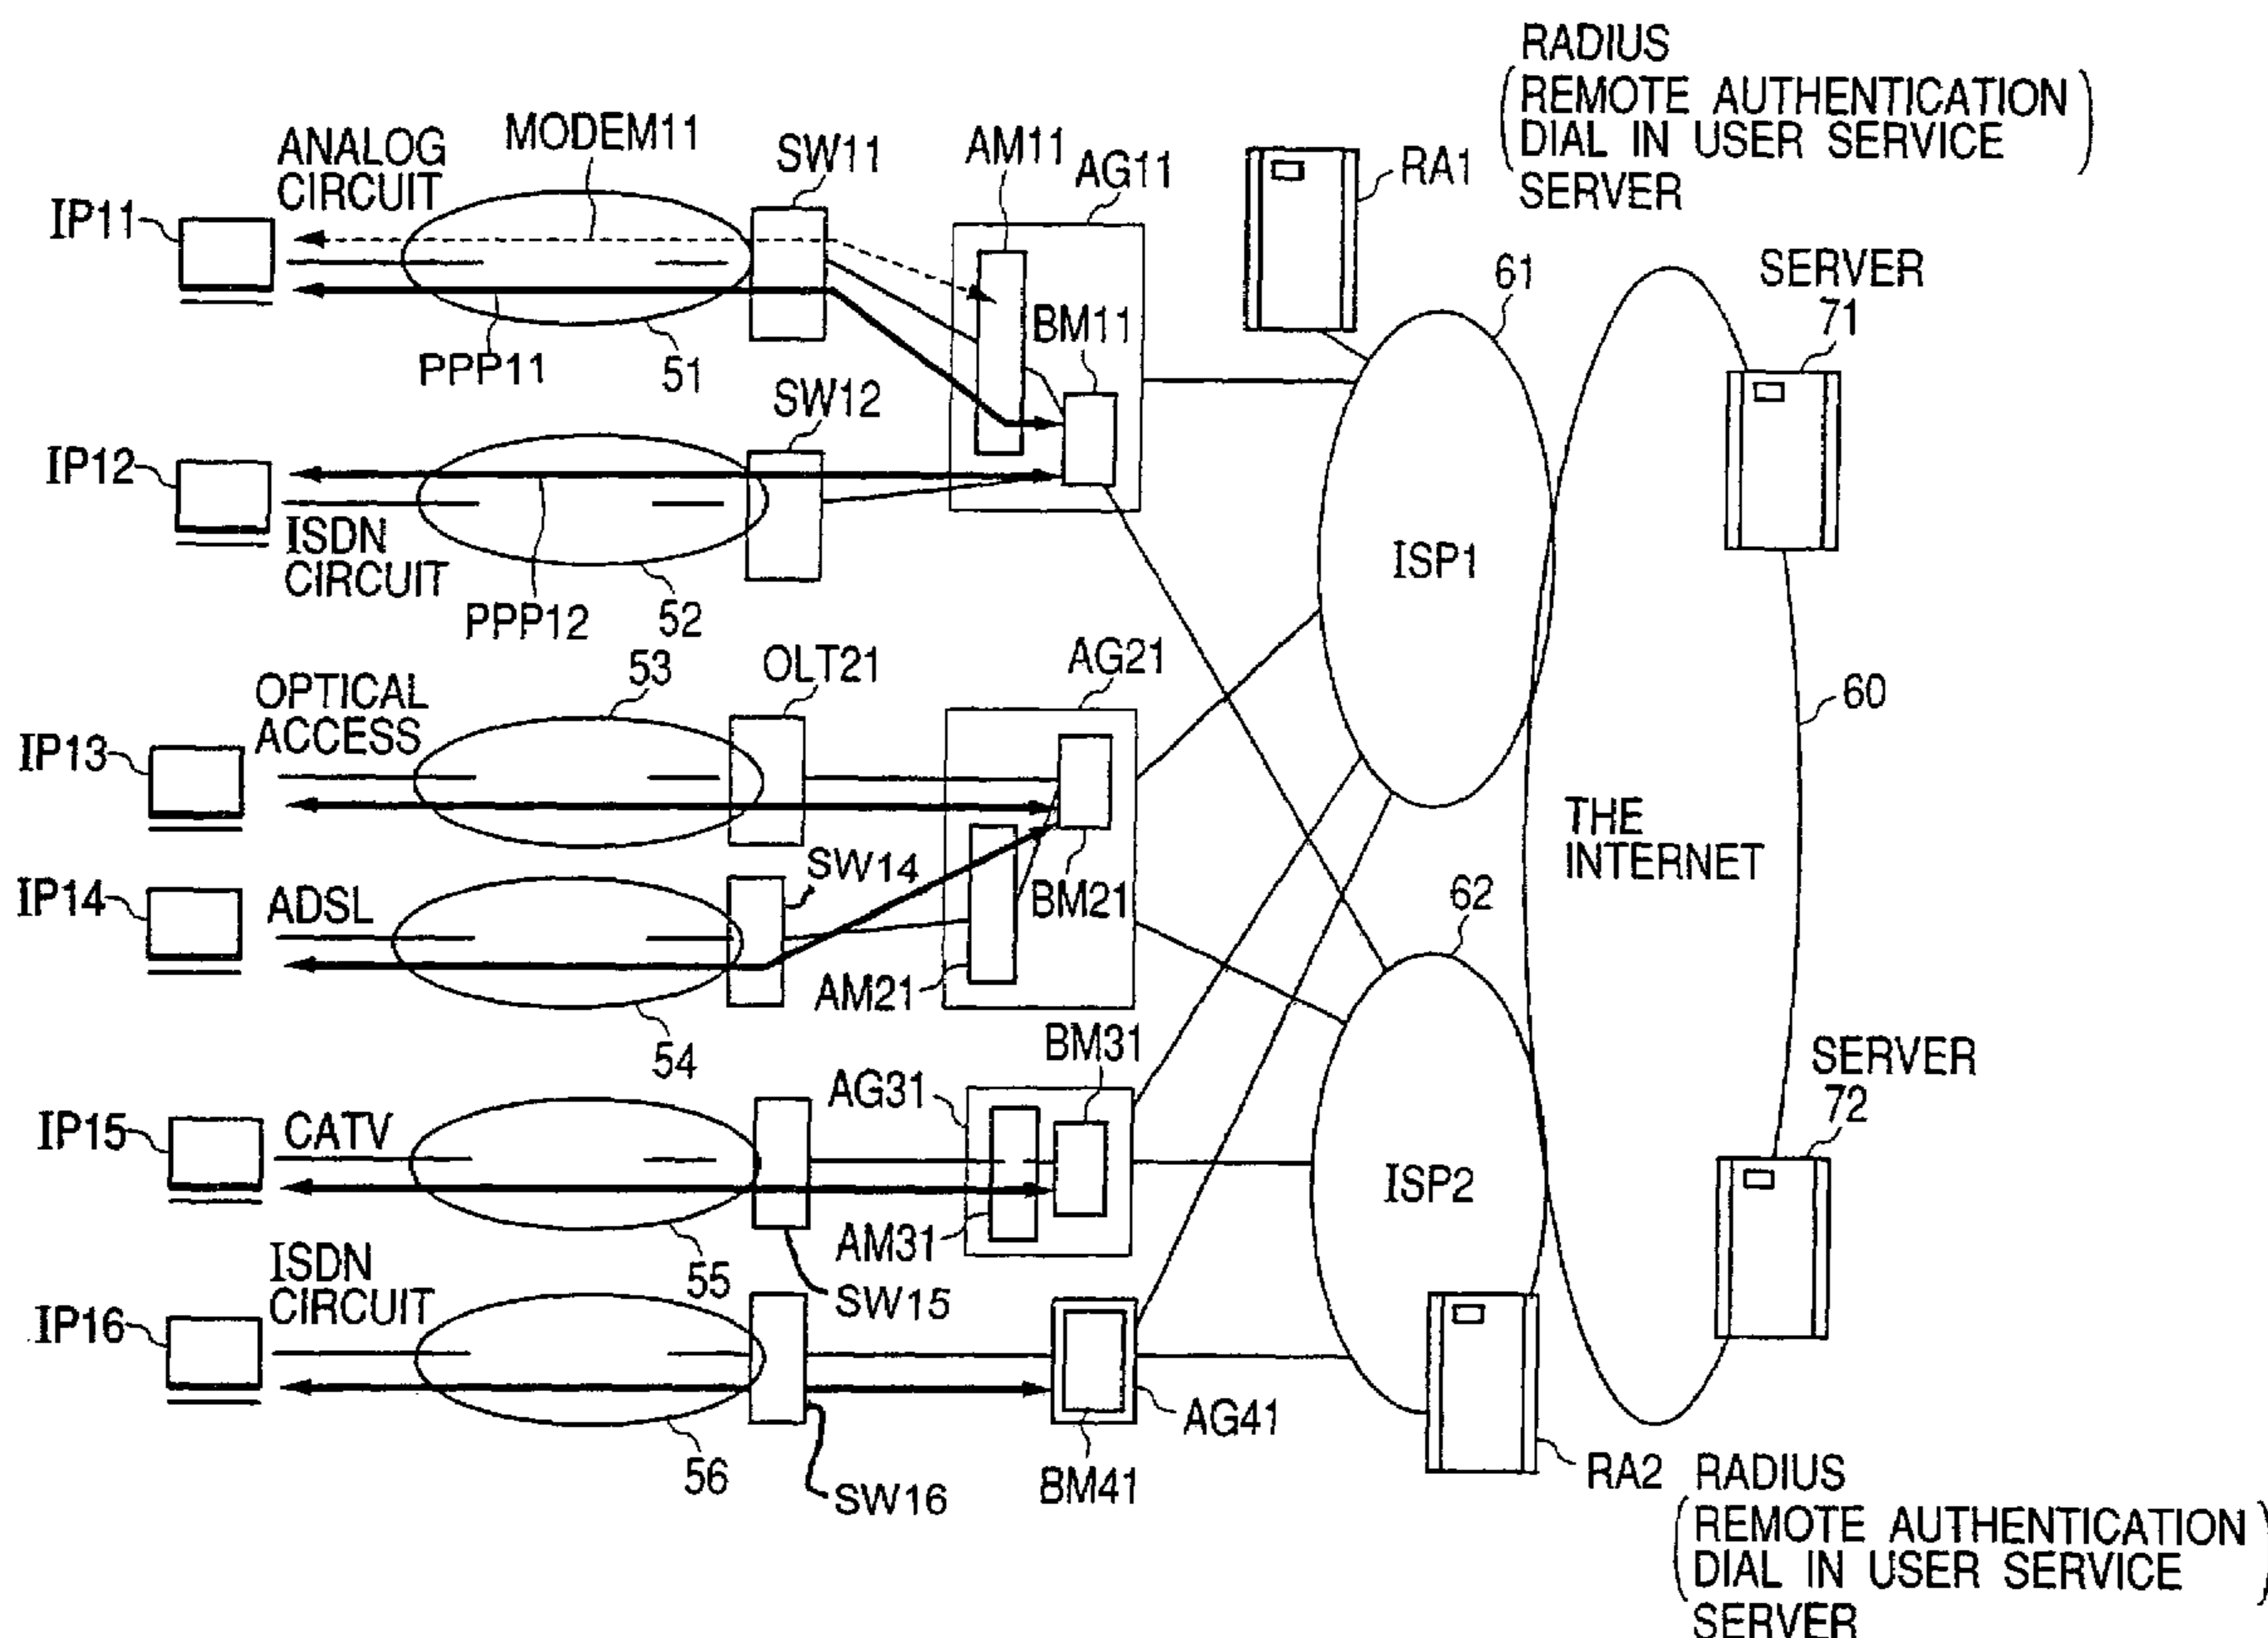 RADIUS
(REMOTE AUTHENTICATION
DIAL IN USER SERVICE)
SERVER
ANALOG
CIRCUIT
MODEM11
SW11
AM11
AG11
RA1
IP11
BM11
61
SERVER
71
PPP11
51
SW12
IP12
ISDN
CIRCUIT
PPP12
52
ISP1
53
OLT21
AG21
60
OPTICAL
ACCESS
IP13
THE
INTERNET
SW14
IP14
ADSL
BM21
62
AM21
54
BM31
SERVER
72
AG31
IP15
CATV
ISP2
AM31
55
SW15
ISDN
CIRCUIT
IP16
AG41
56
BM41
SW16
RA2
RADIUS
(REMOTE AUTHENTICATION
DIAL IN USER SERVICE)
SERVER